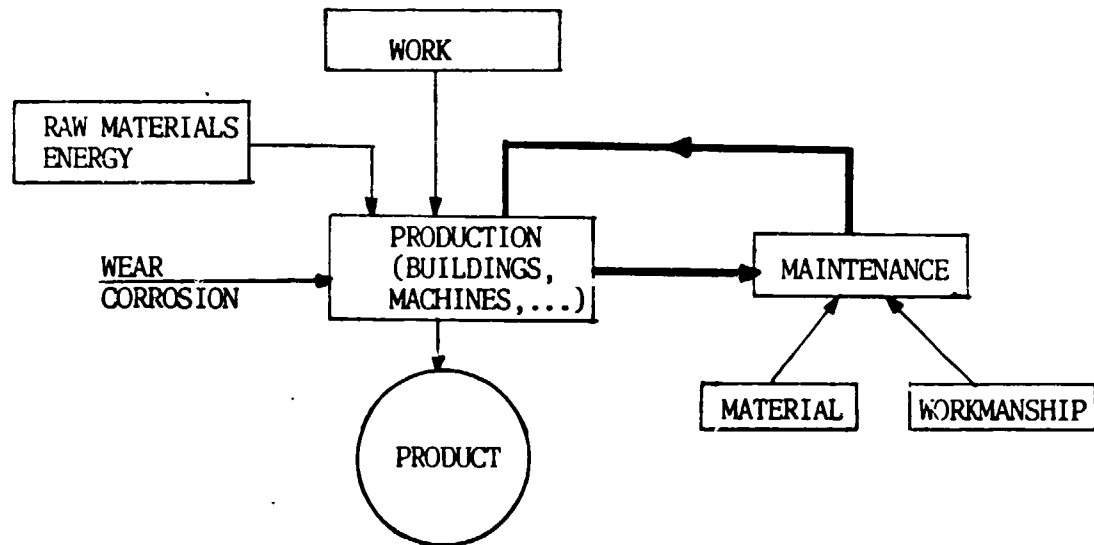 WORK
RAW MATERIALS
ENERGY
PRODUCTION
(BUILDINGS,
MACHINES,...)
WEAR
CORROSION
MAINTENANCE
MATERIAL
WORKMANSHIP
PRODUCT